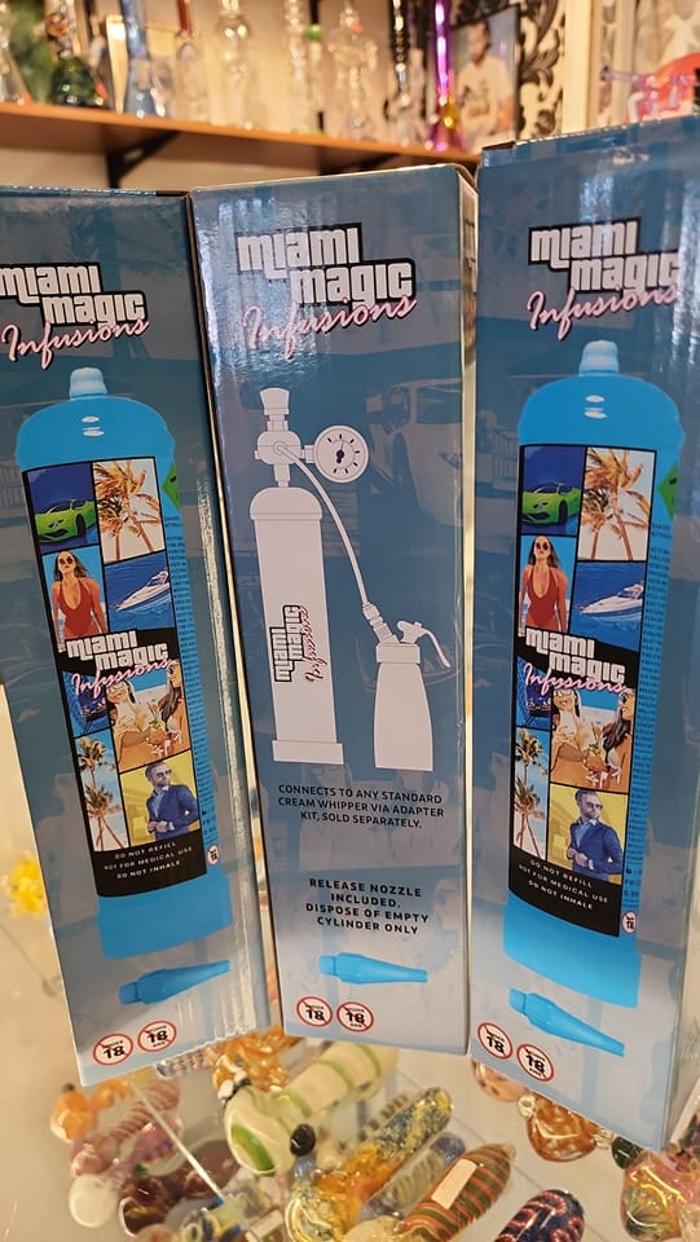 miami
magic
Infusions
miami
magic
Infusions
DO NOT REFILL
NOT FOR MEDICAL USE
DO NOT INHALE
18
18
miami
magic
Infusions
miami
magic
Infusions
CONNECTS TO ANY STANDARD
CREAM WHIPPER VIA ADAPTER
KIT, SOLD SEPARATELY.
RELEASE NOZZLE
INCLUDED.
DISPOSE OF EMPTY
CYLINDER ONLY
18
18
miami
magic
Infusions
miami
magic
Infusions
DO NOT REFILL
NOT FOR MEDICAL USE
DO NOT INHALE
18
18